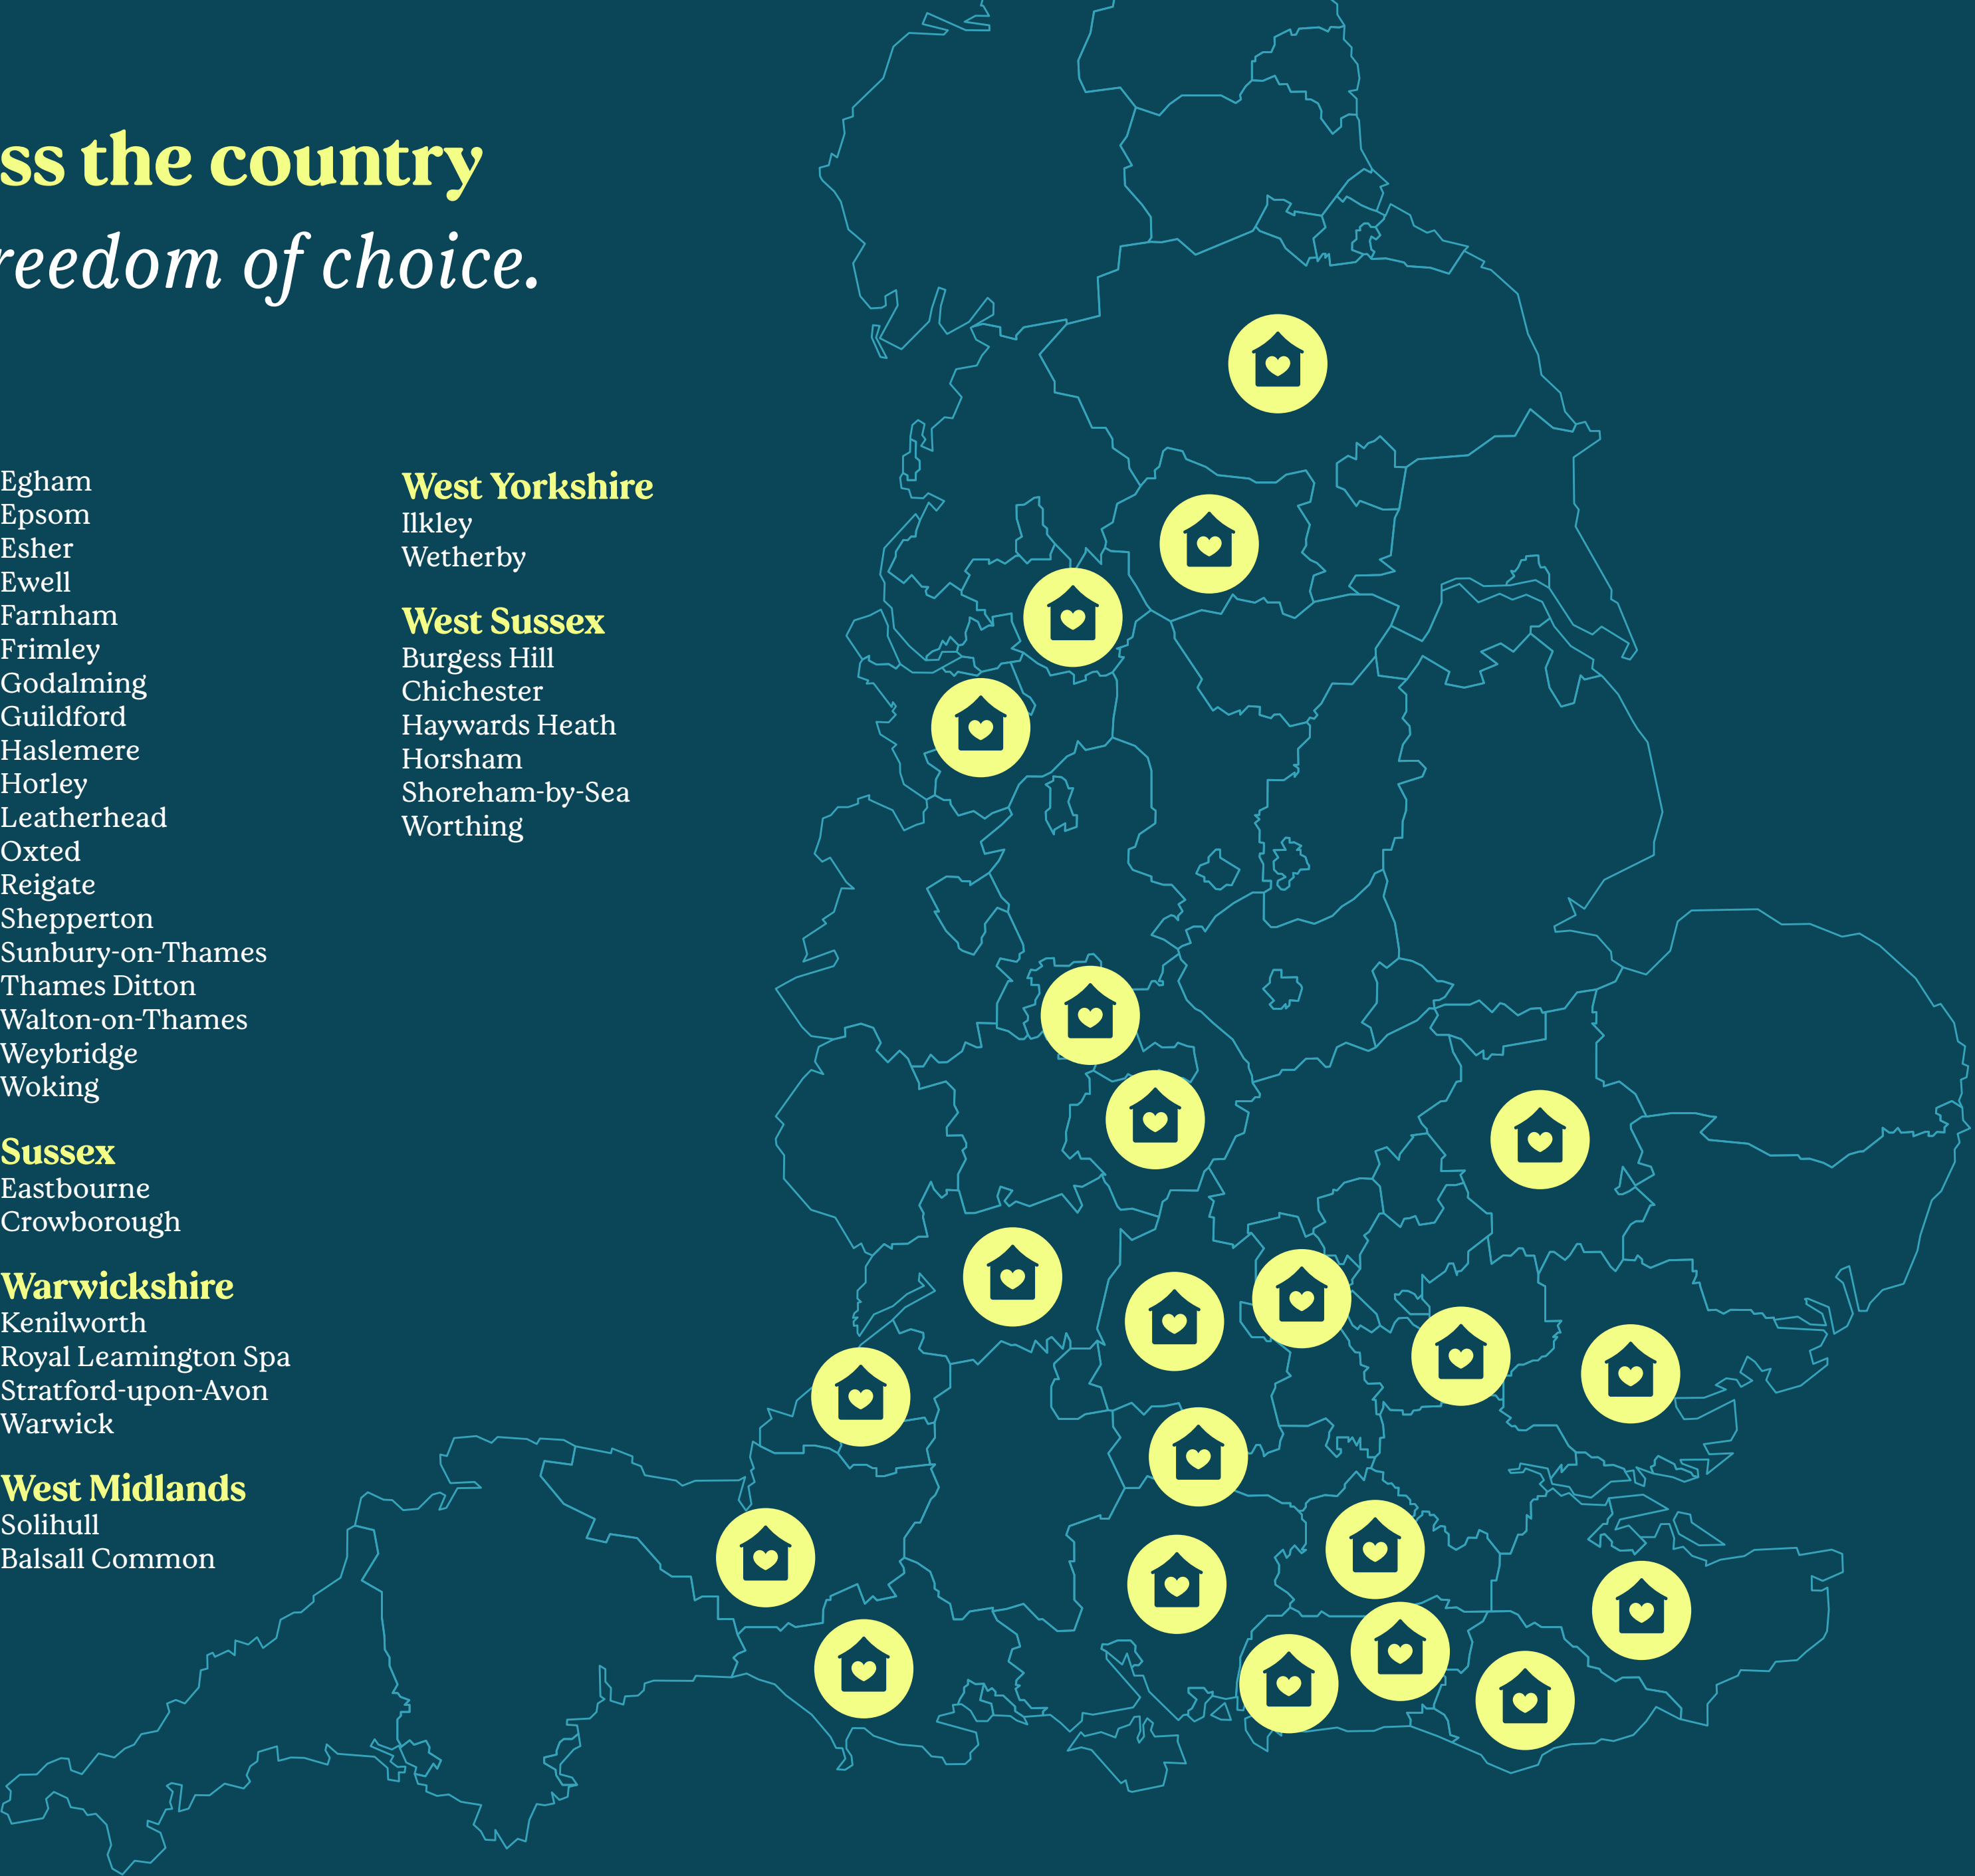 ss the country
reedom of choice.
Egham
Epsom
Esher
Ewell
Farnham
Frimley
Godalming
Guildford
Haslemere
Horley
Leatherhead
Oxted
Reigate
Shepperton
Sunbury-on-Thames
Thames Ditton
Walton-on-Thames
Weybridge
Woking
Sussex
Eastbourne
Crowborough
Warwickshire
Kenilworth
Royal Leamington Spa
Stratford-upon-Avon
Warwick
West Midlands
Solihull
Balsall Common
West Yorkshire
Ilkley
Wetherby
West Sussex
Burgess Hill
Chichester
Haywards Heath
Horsham
Shoreham-by-Sea
Worthing